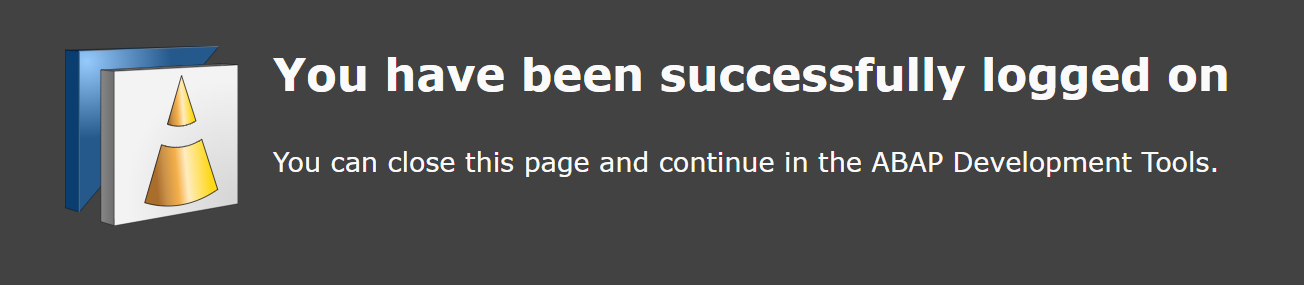 You have been successfully logged on
You can close this page and continue in the ABAP Development Tools.